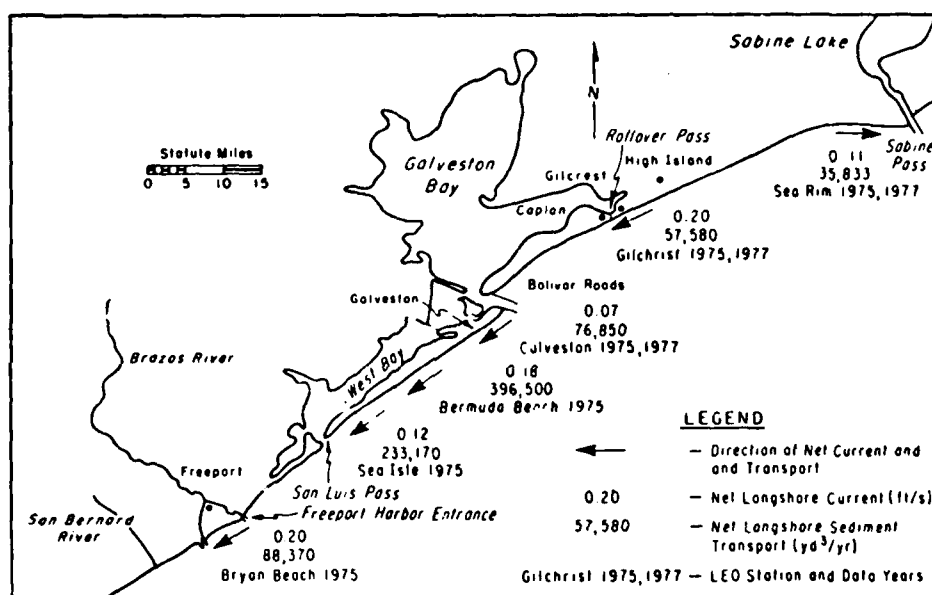 Sabine Lake
N
Rollover Pass
Statute Miles
0 5 10 15
Galveston
Bay
High Island
Gilcrest
Caplan
Sabine
Pass
0.11
35,833
Sea Rim 1975, 1977
0.20
57,580
Gilchrist 1975, 1977
Bolivar Roads
Galveston
0.07
76,850
Galveston 1975, 1977
Brazos River
West Bay
0.18
396,500
Bermuda Beach 1975
0.12
233,170
Sea Isle 1975
Freeport
San Luis Pass
Freeport Harbor Entrance
San Bernard
River
0.20
88,370
Bryan Beach 1975
LEGEND
– Direction of Net Current and
and Transport
0.20 – Net Longshore Current (ft/s)
57,580 – Net Longshore Sediment
Transport (yd³/yr)
Gilchrist 1975, 1977 – LEO Station and Data Years